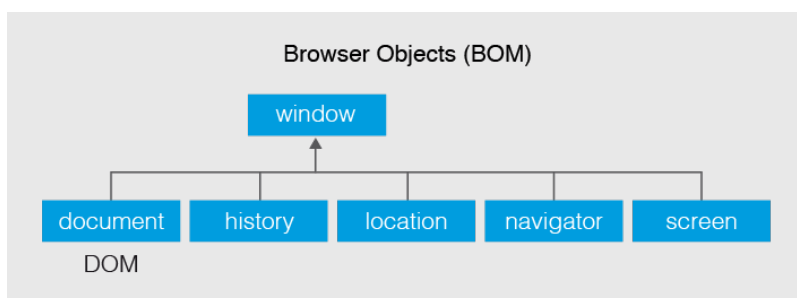 Browser Objects (BOM)
window
document history location navigator screen
DOM